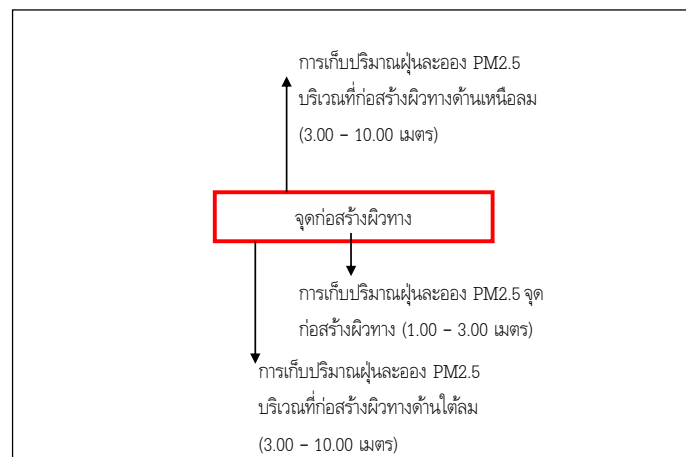 การเก็บปริมาณฝุ่นละออง PM2.5
บริเวณที่ก่อสร้างผิวทางด้านเหนือลม
(3.00 – 10.00 เมตร)
จุดก่อสร้างผิวทาง
การเก็บปริมาณฝุ่นละออง PM2.5 จุด
ก่อสร้างผิวทาง (1.00 – 3.00 เมตร)
การเก็บปริมาณฝุ่นละออง PM2.5
บริเวณที่ก่อสร้างผิวทางด้านใต้ลม
(3.00 – 10.00 เมตร)